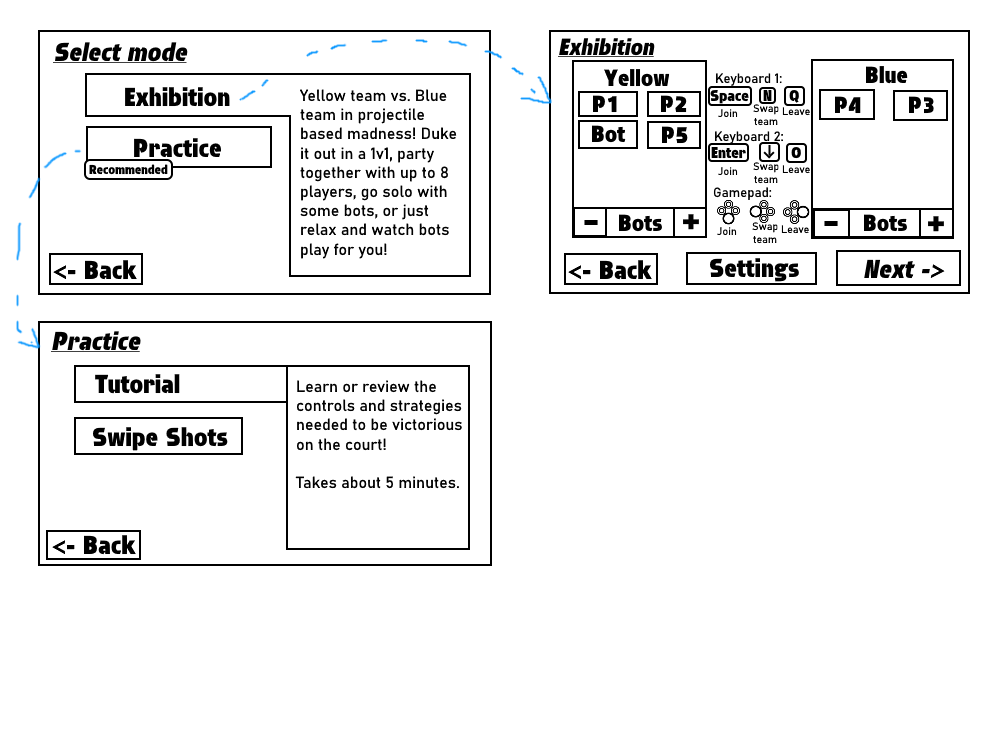 Select mode
Exhibition
Practice
Recommended
Yellow team vs. Blue
team in projectile
based madness! Duke
it out in a 1v1, party
together with up to 8
players, go solo with
some bots, or just
relax and watch bots
play for you!
<- Back
Exhibition
Yellow
P1 P2
Bot P5
- Bots +
Keyboard 1:
Space N Q
Join Swap team Leave
Keyboard 2:
Enter ↓ O
Join Swap team Leave
Gamepad:
Join Swap team Leave
Blue
P4 P3
- Bots +
<- Back
Settings
Next ->
Practice
Tutorial
Swipe Shots
Learn or review the
controls and strategies
needed to be victorious
on the court!
Takes about 5 minutes.
<- Back